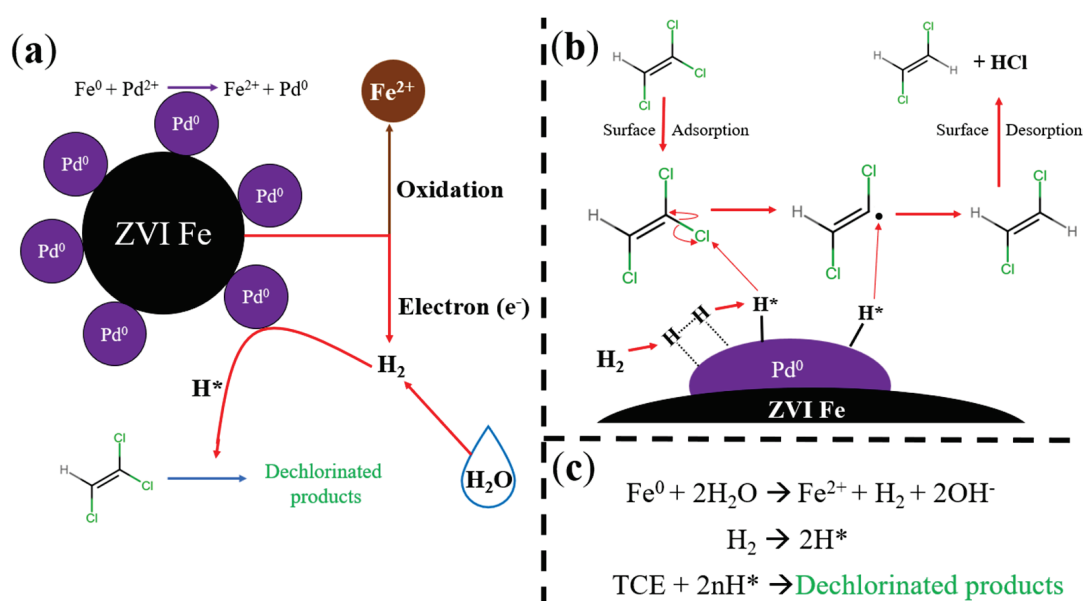 (a)
Fe⁰ + Pd²⁺ → Fe²⁺ + Pd⁰
Pd⁰
Pd⁰
Pd⁰
Pd⁰
Pd⁰
Pd⁰
ZVI Fe
Fe²⁺
Oxidation
Electron (e⁻)
H₂
H*
H₂O
H
Cl
Cl
Cl
Dechlorinated
products
(b)
H
Cl
Cl
Cl
Surface Adsorption
H
Cl
Cl
Cl
H
Cl
Cl
H
Cl
Cl
H
Surface Desorption
H
Cl
Cl
H
+ HCl
H₂
H
H
H*
H*
Pd⁰
ZVI Fe
(c)
Fe⁰ + 2H₂O → Fe²⁺ + H₂ + 2OH⁻
H₂ → 2H*
TCE + 2nH* → Dechlorinated products